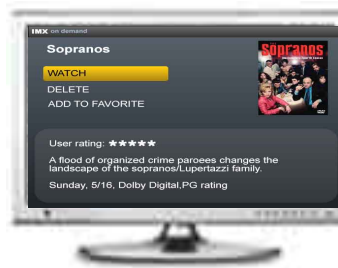 IMX on demand
Sopranos
Sopranos
WATCH
DELETE
ADD TO FAVORITE
User rating: ★★★★★
A flood of organized crime paroees changes the
landscape of the sopranos/Lupertazzi family.
Sunday, 5/16, Dolby Digital,PG rating